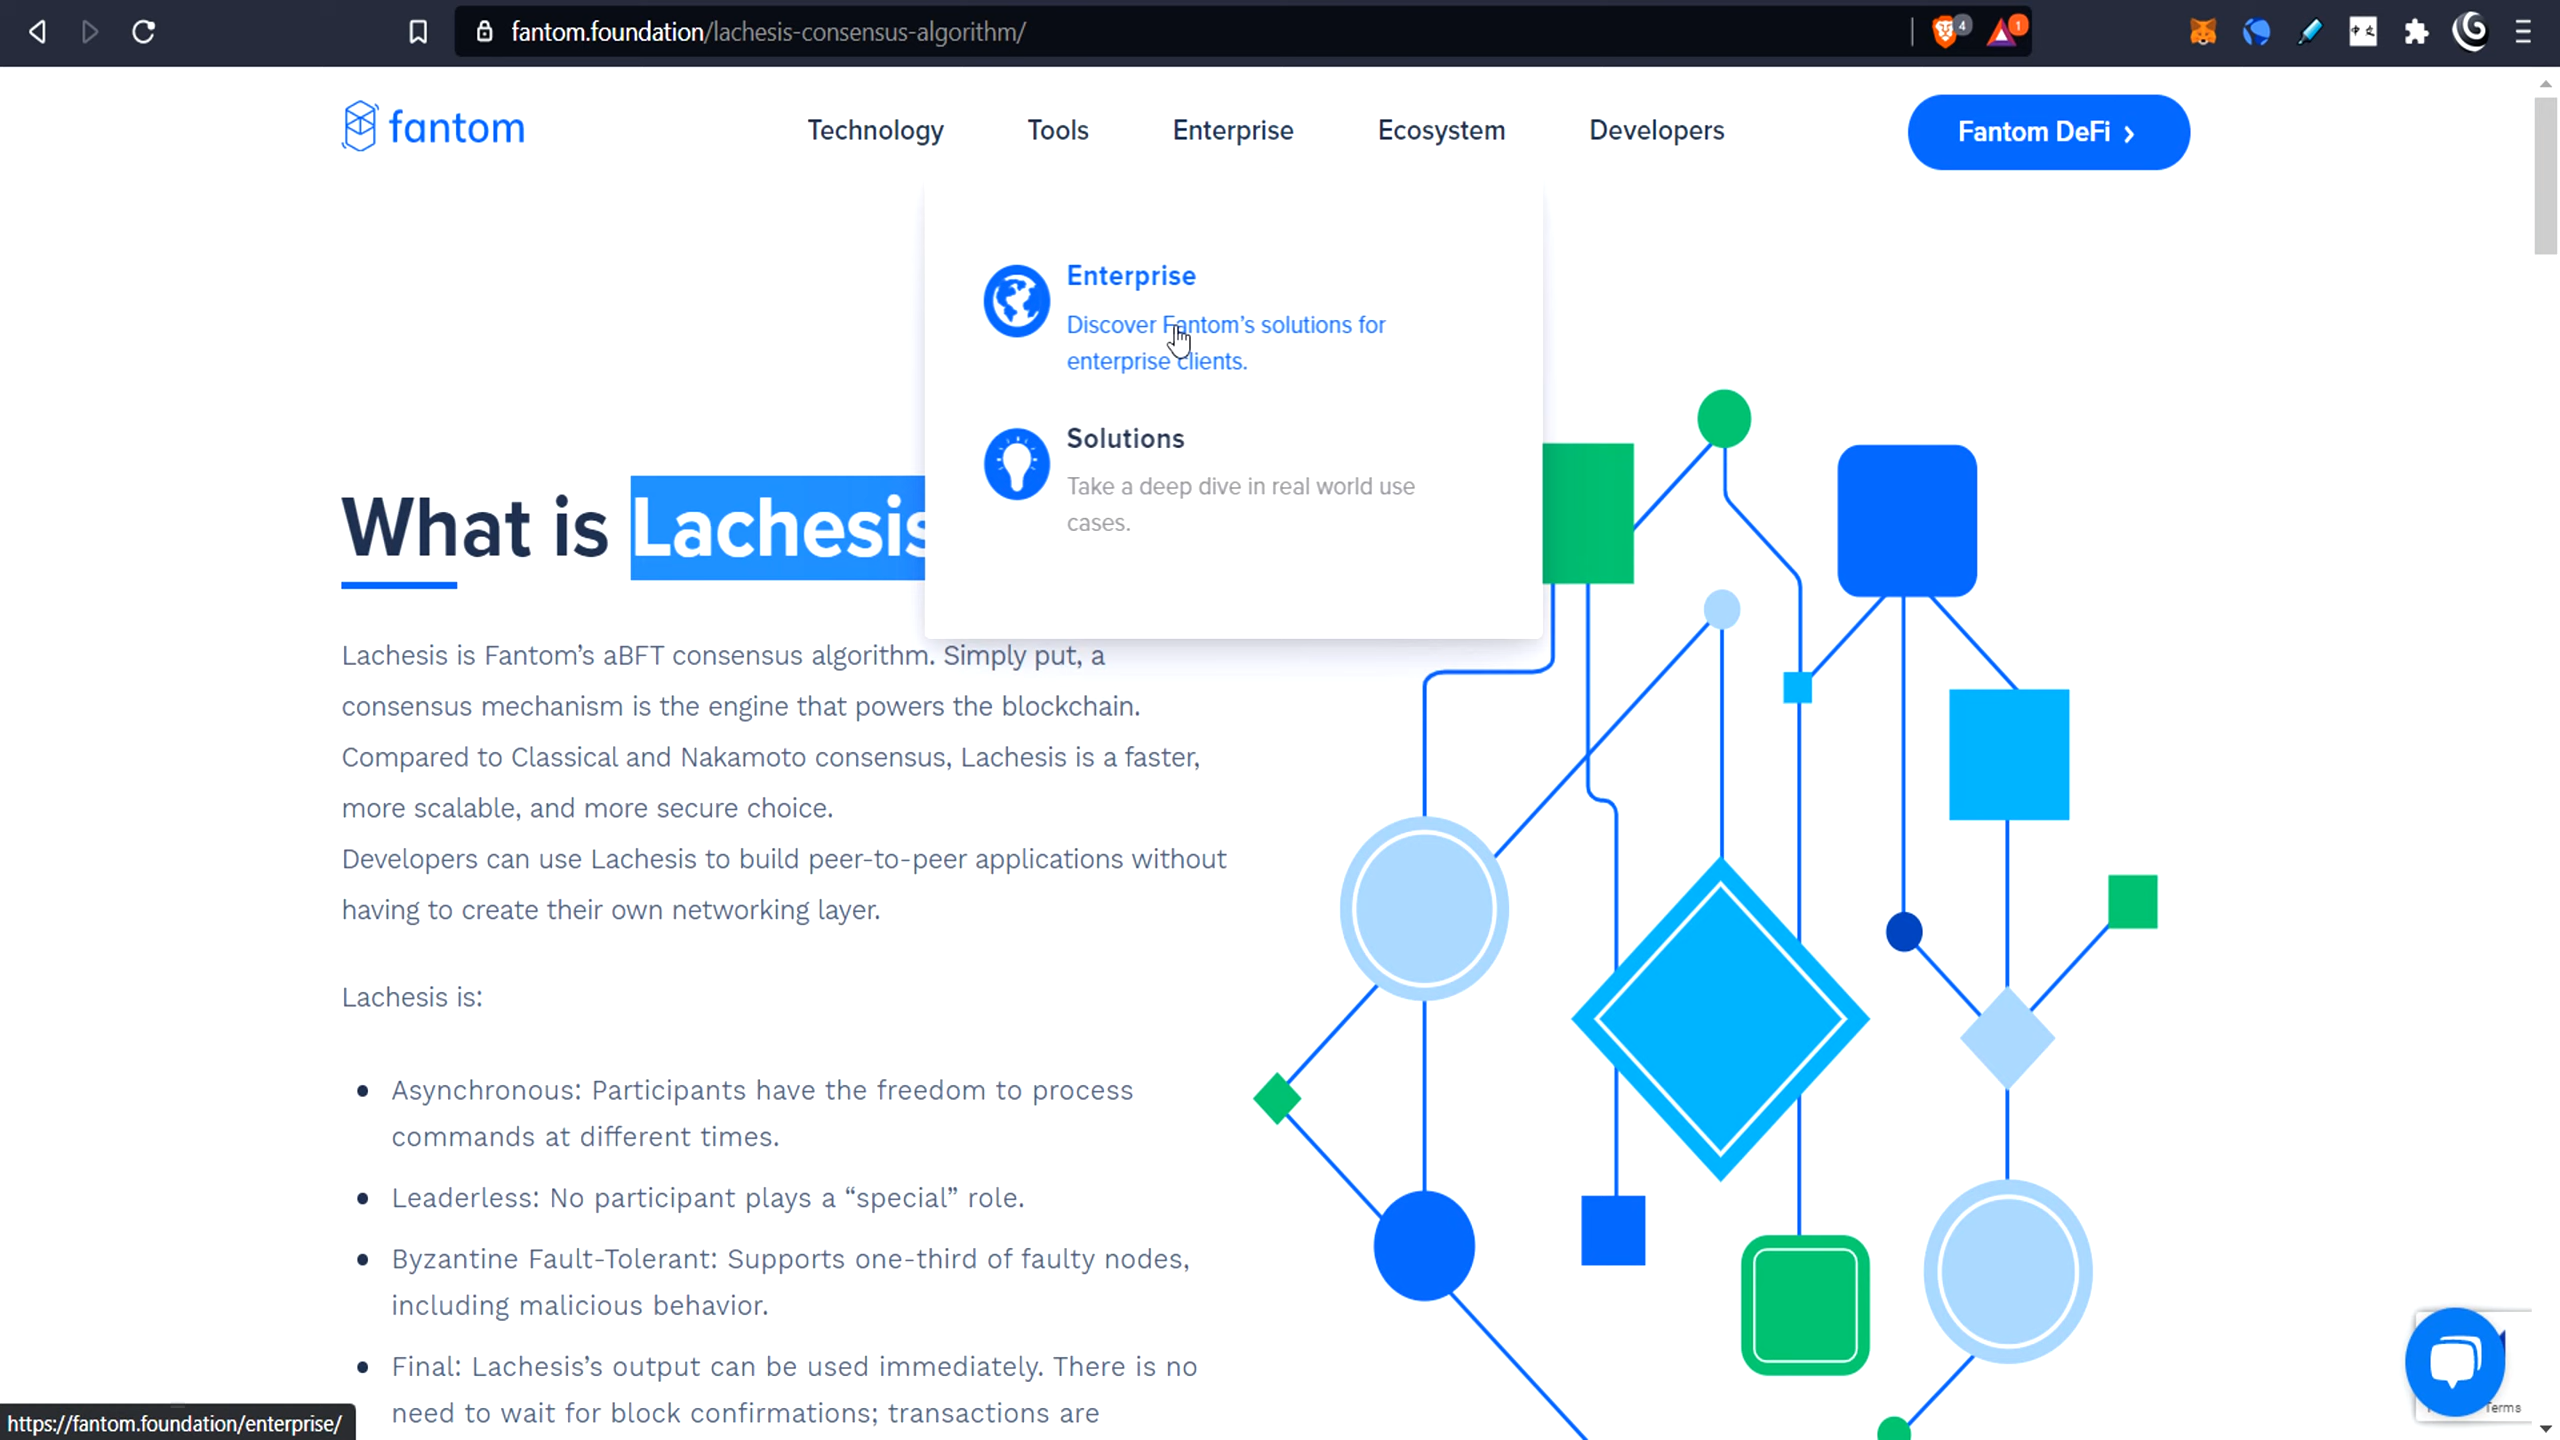 fantom.foundation/lachesis-consensus-algorithm/
4
1
fantom
Technology
Tools
Enterprise
Ecosystem
Developers
Fantom DeFi ›
Enterprise
Discover Fantom’s solutions for
enterprise clients.
Solutions
Take a deep dive in real world use
cases.
What is Lachesis
Lachesis is Fantom’s aBFT consensus algorithm. Simply put, a
consensus mechanism is the engine that powers the blockchain.
Compared to Classical and Nakamoto consensus, Lachesis is a faster,
more scalable, and more secure choice.
Developers can use Lachesis to build peer-to-peer applications without
having to create their own networking layer.
Lachesis is:
• Asynchronous: Participants have the freedom to process
commands at different times.
• Leaderless: No participant plays a “special” role.
• Byzantine Fault-Tolerant: Supports one-third of faulty nodes,
including malicious behavior.
• Final: Lachesis’s output can be used immediately. There is no
need to wait for block confirmations; transactions are
https://fantom.foundation/enterprise/
Terms